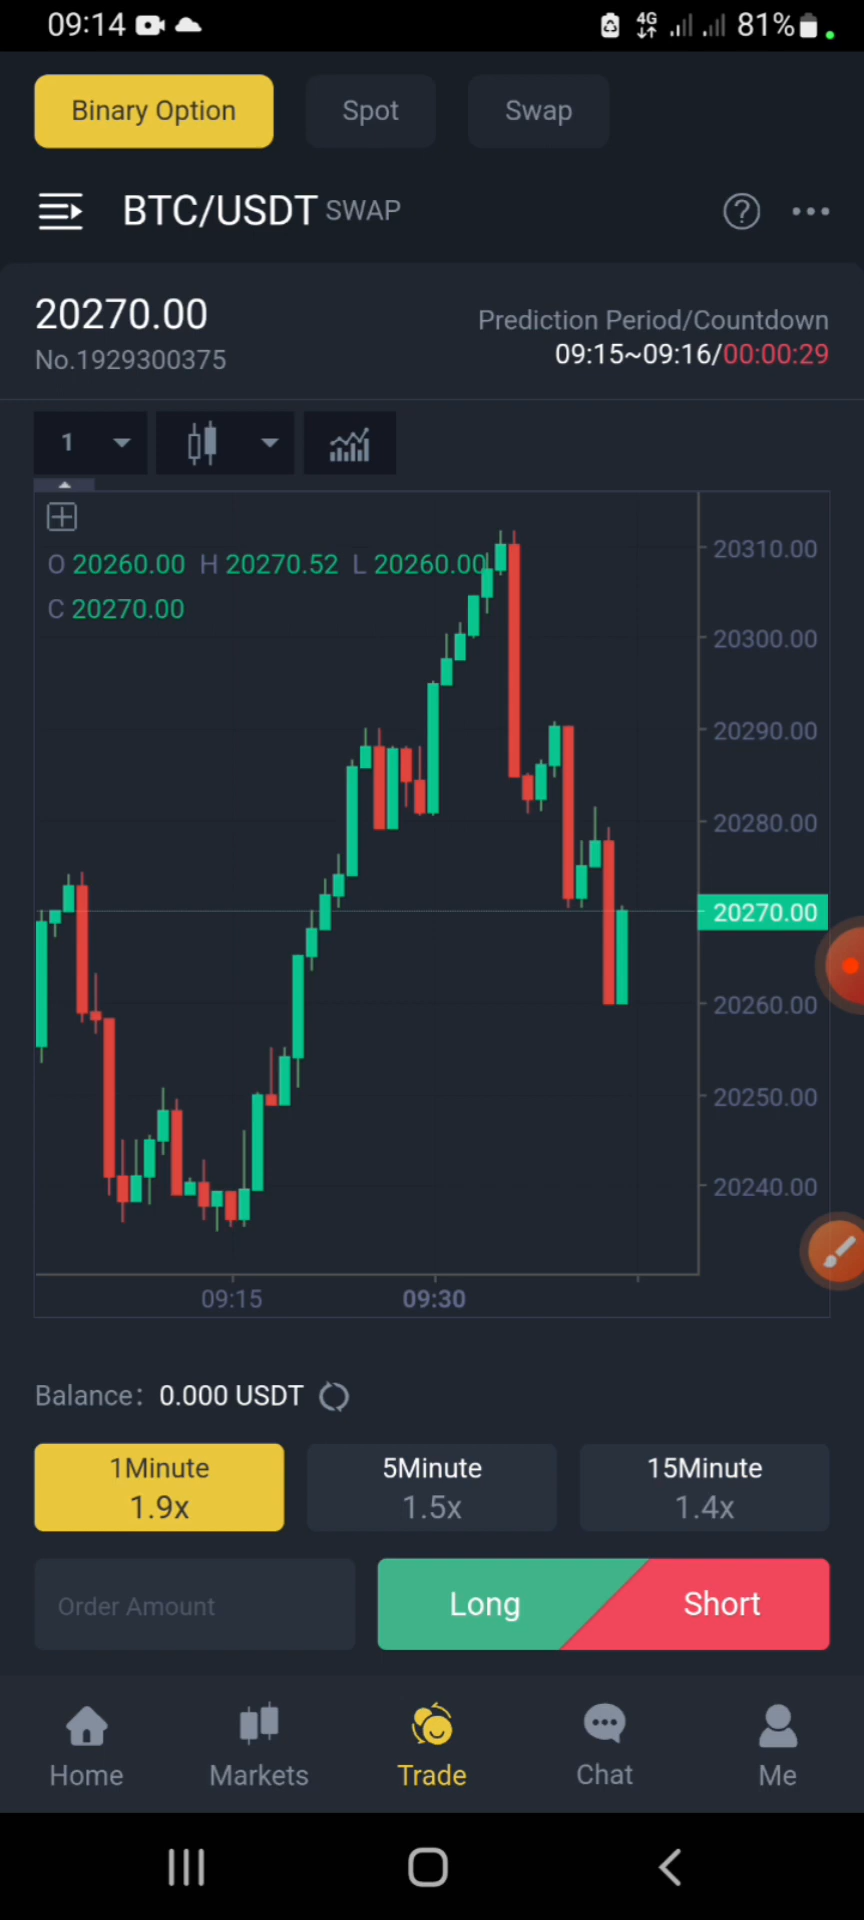 09:14 4G 81%
Binary Option Spot Swap
BTC/USDT SWAP ?
20270.00
Prediction Period/Countdown
No.1929300375
09:15~09:16/00:00:29
1
O 20260.00 H 20270.52 L 20260.00
C 20270.00
20310.00
20300.00
20290.00
20280.00
20270.00
20260.00
20250.00
20240.00
09:15 09:30
Balance: 0.000 USDT
1Minute 5Minute 15Minute
1.9x 1.5x 1.4x
Order Amount Long Short
Home Markets Trade Chat Me